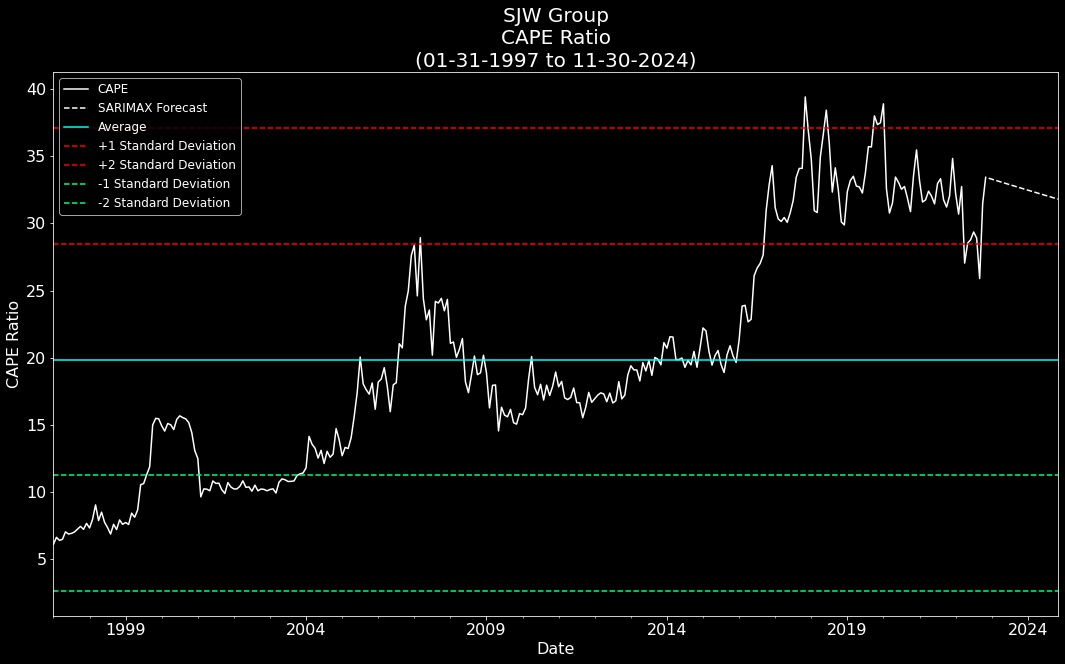 SJW Group
CAPE Ratio
(01-31-1997 to 11-30-2024)
CAPE
SARIMAX Forecast
Average
+1 Standard Deviation
+2 Standard Deviation
-1 Standard Deviation
-2 Standard Deviation
40
35
30
25
20
15
10
5
CAPE Ratio
1999
2004
2009
2014
2019
2024
Date